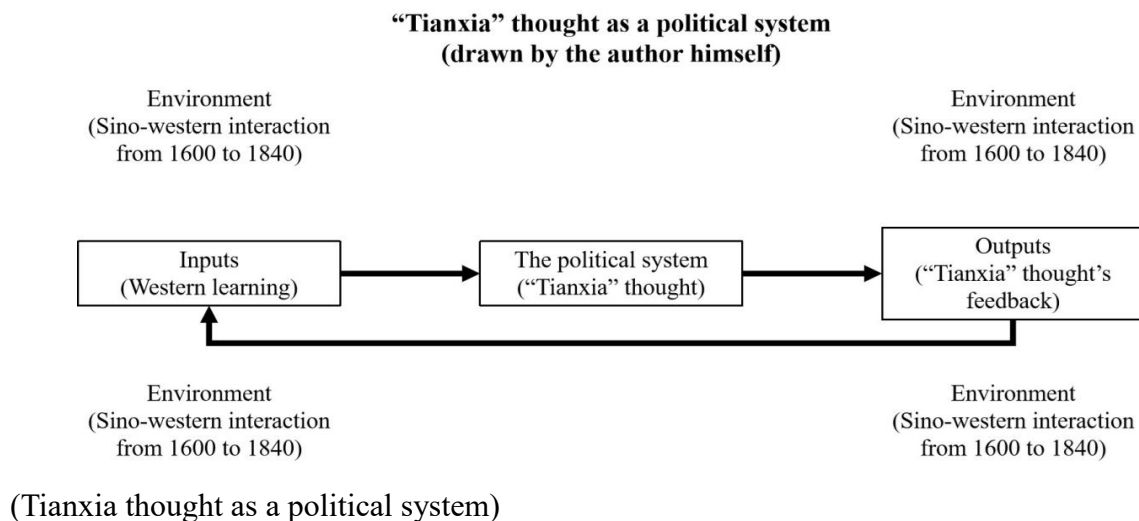 “Tianxia” thought as a political system
(drawn by the author himself)
Environment
(Sino-western interaction
from 1600 to 1840)
Environment
(Sino-western interaction
from 1600 to 1840)
Inputs
(Western learning)
The political system
(“Tianxia” thought)
Outputs
(“Tianxia” thought’s
feedback)
Environment
(Sino-western interaction
from 1600 to 1840)
Environment
(Sino-western interaction
from 1600 to 1840)
(Tianxia thought as a political system)